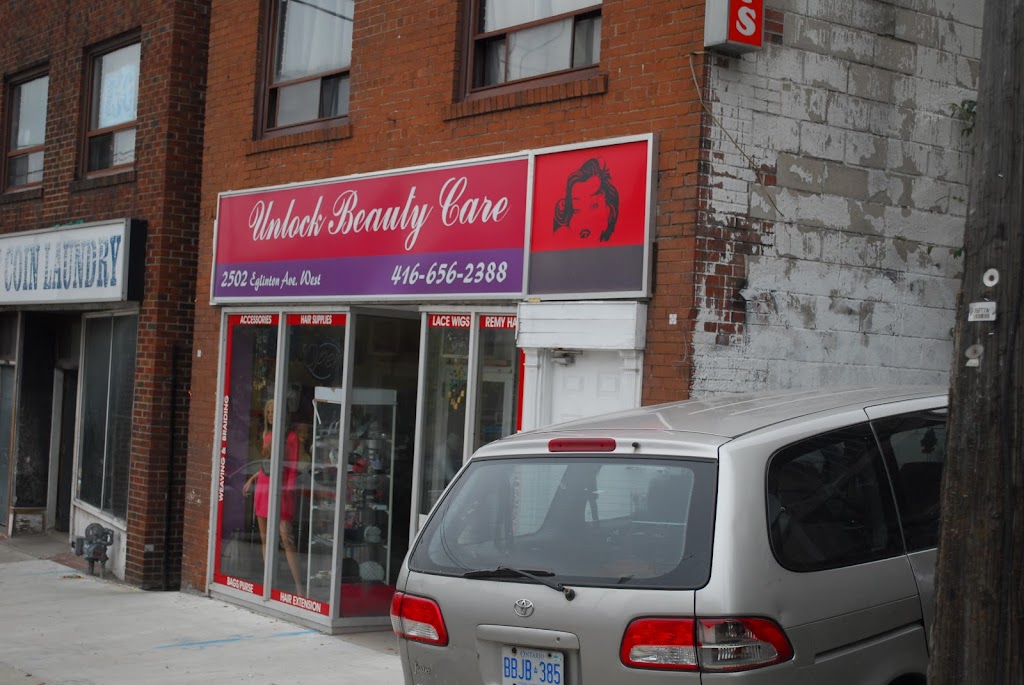 S
COIN LAUNDRY
Unlock Beauty Care
2502 Eglinton Ave. West
416-656-2388
ACCESSORIES
HAIR SUPPLIES
LACE WIGS
REMY HA
WEAVING & BRAIDING
BAGS/PURSE
HAIR EXTENSION
ONTARIO
BBJB 385